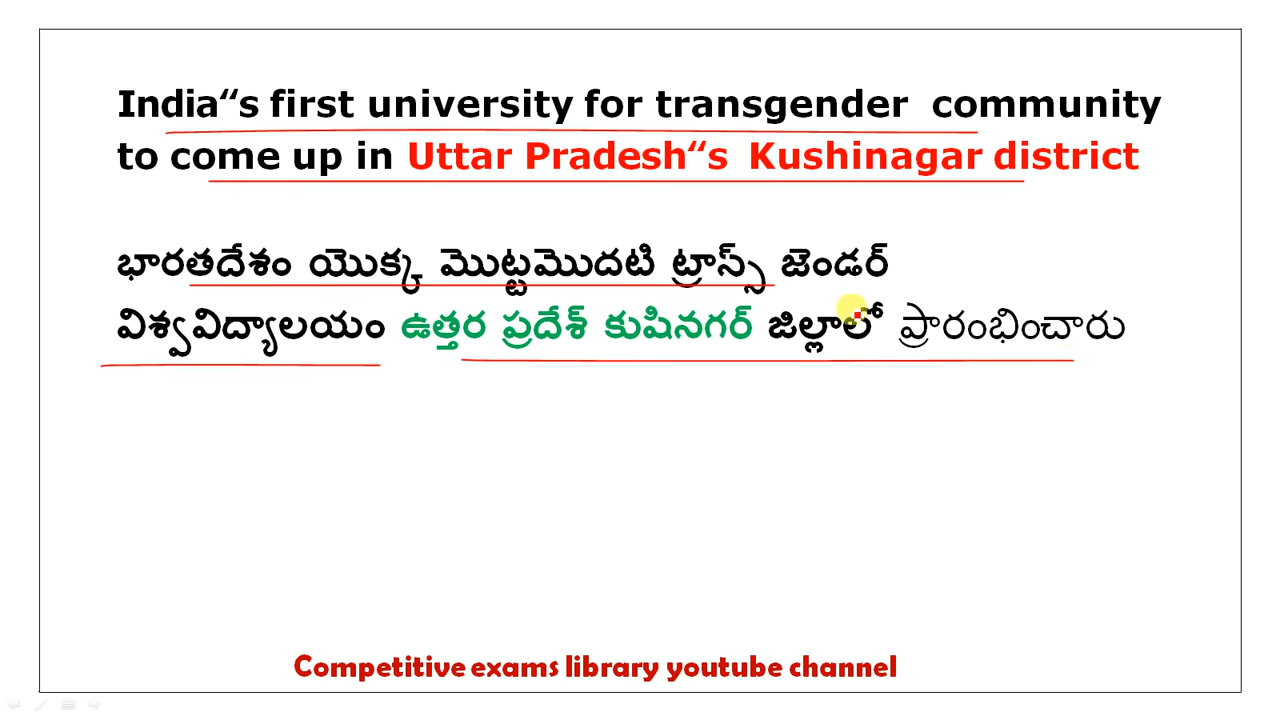 India“s first university for transgender community
to come up in Uttar Pradesh“s Kushinagar district
భారతదేశం యొక్క మొట్టమొదటి ట్రాస్స్ జెండర్
విశ్వవిద్యాలయం ఉత్తర ప్రదేశ్ కుషినగర్ జిల్లాలో ప్రారంభించారు
Competitive exams library youtube channel